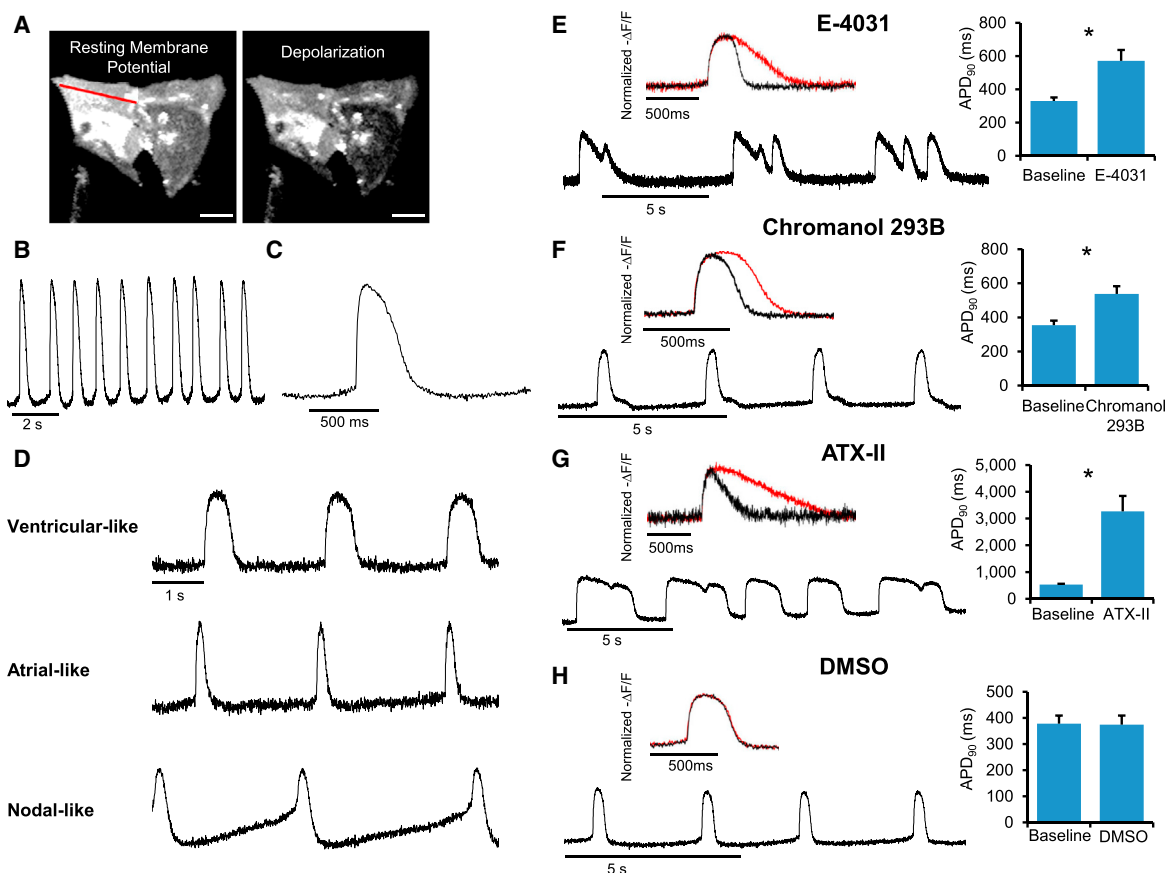 A
Resting Membrane
Potential
Depolarization
B
2 s
C
500 ms
D
Ventricular-like
1 s
Atrial-like
Nodal-like
E
E-4031
Normalized -ΔF/F
500ms
5 s
APD90 (ms)
800
600
400
200
0
*
Baseline
E-4031
F
Chromanol 293B
Normalized -ΔF/F
500ms
5 s
APD90 (ms)
800
600
400
200
0
*
Baseline
Chromanol
293B
G
ATX-II
Normalized -ΔF/F
500ms
5 s
APD90 (ms)
5,000
4,000
3,000
2,000
1,000
0
*
Baseline
ATX-II
H
DMSO
Normalized -ΔF/F
500ms
5 s
APD90 (ms)
500
400
300
200
100
0
Baseline
DMSO